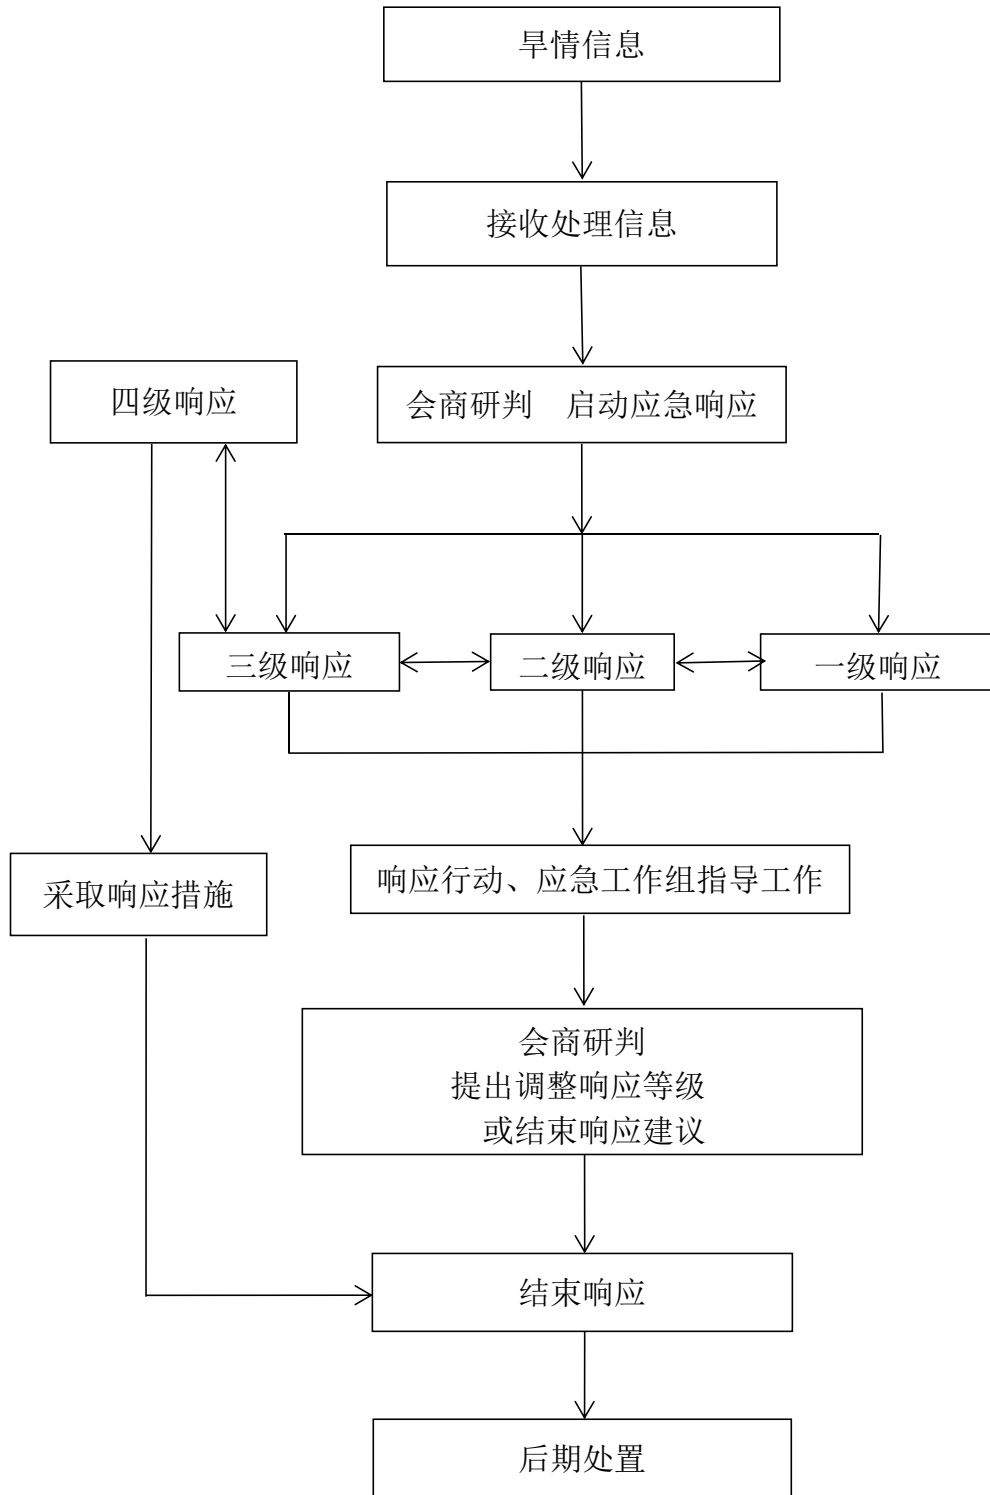 旱情信息
接收处理信息
四级响应
会商研判　启动应急响应
三级响应
二级响应
一级响应
采取响应措施
响应行动、应急工作组指导工作
会商研判
提出调整响应等级
或结束响应建议
结束响应
后期处置